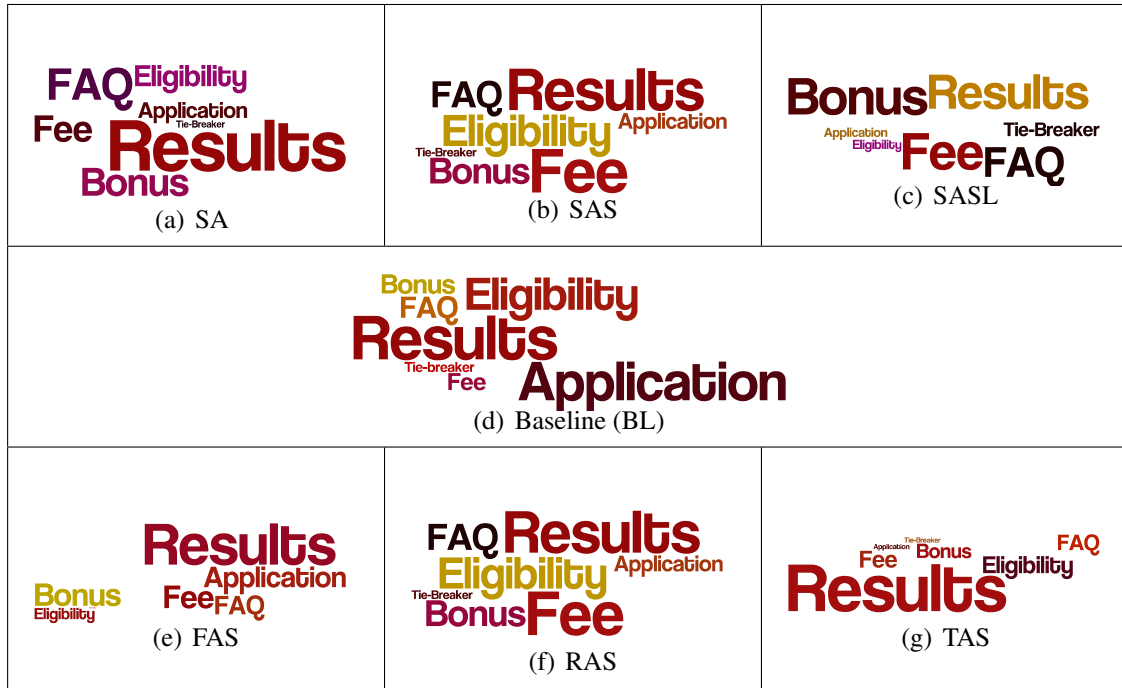 FAQ Eligibility
Application
Tie-Breaker
Fee
Results
Bonus
(a) SA
FAQ Results
Eligibility Application
Tie-Breaker
Bonus Fee
(b) SAS
Bonus Results
Application Tie-Breaker
Eligibility Fee FAQ
(c) SASL
Bonus Eligibility
FAQ
Results
Tie-breaker
Fee Application
(d) Baseline (BL)
Results
Application
Bonus Fee FAQ
Eligibility
(e) FAS
FAQ Results
Eligibility Application
Tie-Breaker
Bonus Fee
(f) RAS
Tie-Breaker FAQ
Application Bonus
Fee Eligibility
Results
(g) TAS